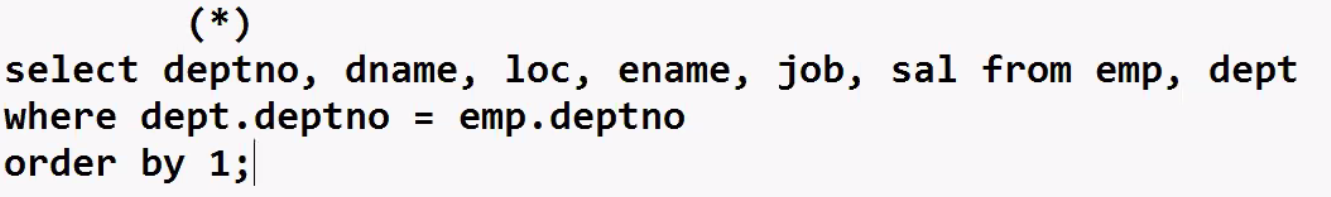 (*)
select deptno, dname, loc, ename, job, sal from emp, dept
where dept.deptno = emp.deptno
order by 1;